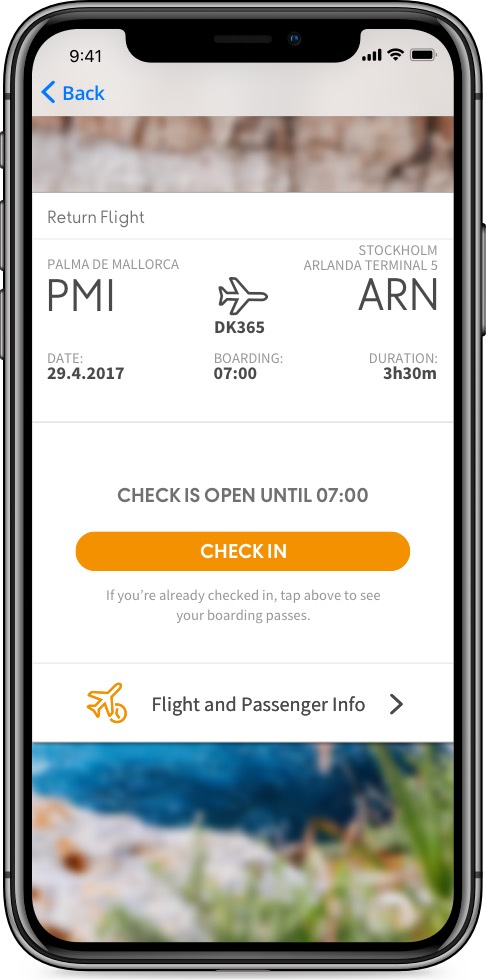 9:41
Back
Return Flight
PALMA DE MALLORCA
STOCKHOLM
ARLANDA TERMINAL 5
PMI
ARN
DK365
DATE:
29.4.2017
BOARDING:
07:00
DURATION:
3h30m
CHECK IS OPEN UNTIL 07:00
CHECK IN
If you’re already checked in, tap above to see
your boarding passes.
Flight and Passenger Info